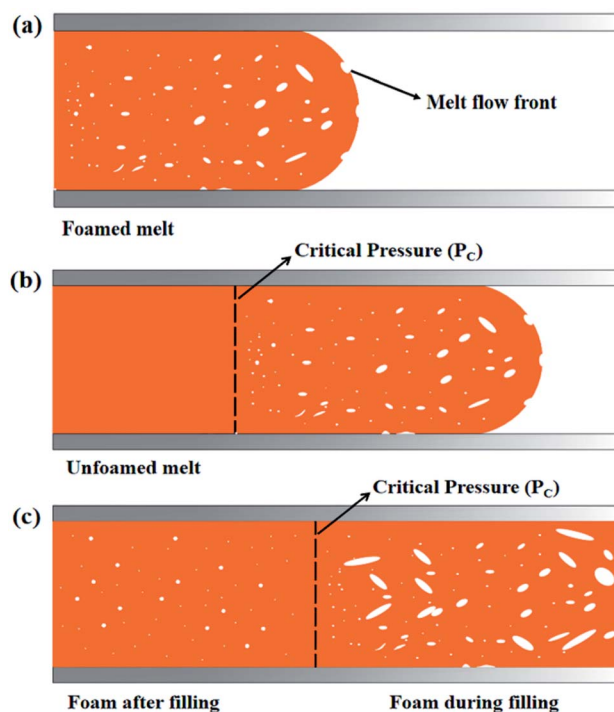 (a)
Melt flow front
Foamed melt
Critical Pressure (PC)
(b)
Unfoamed melt
Critical Pressure (PC)
(c)
Foam after filling
Foam during filling